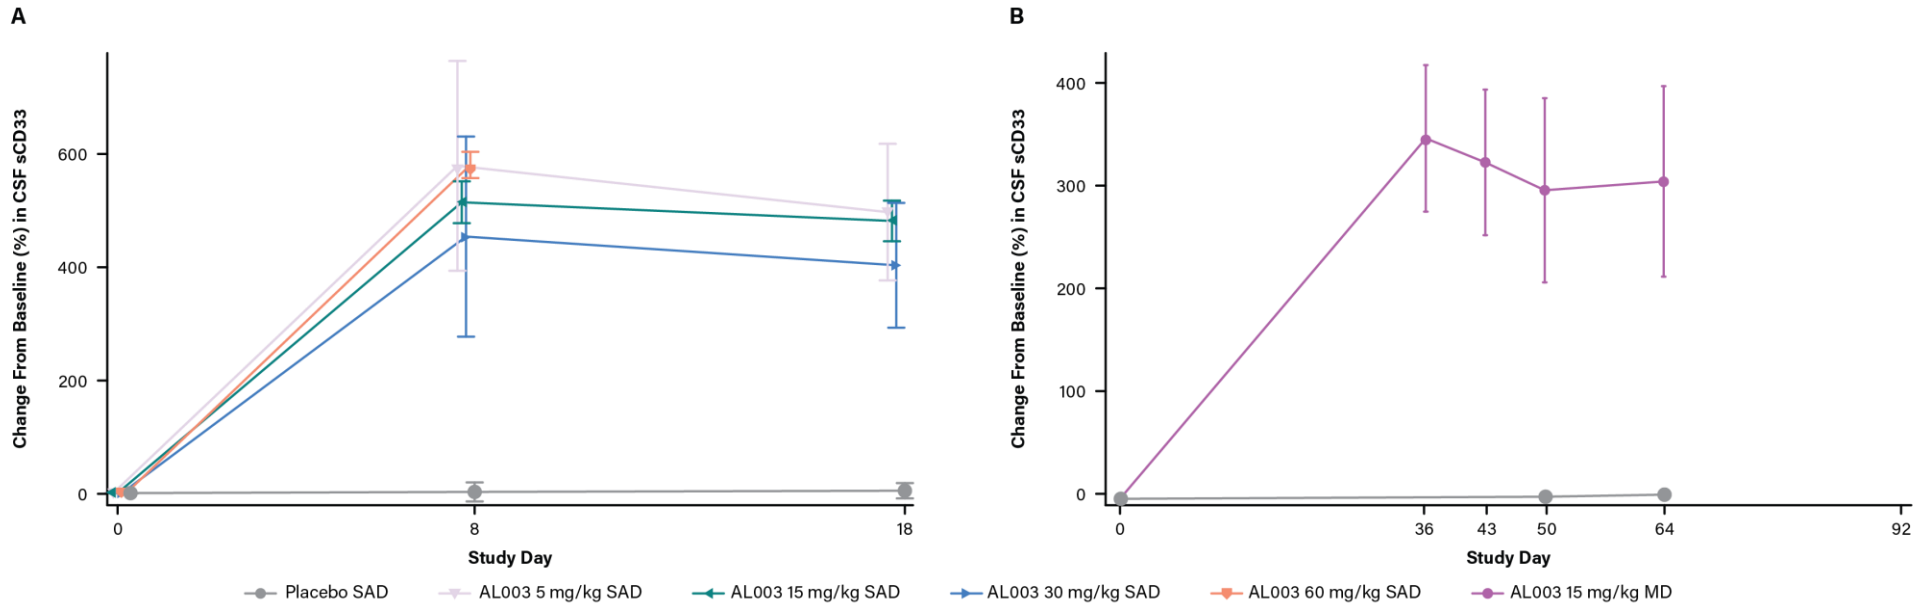 A
Change From Baseline (%) in CSF sCD33
600
400
200
0
0 8 18
Study Day
B
Change From Baseline (%) in CSF sCD33
400
300
200
100
0
0 36 43 50 64 92
Study Day
Placebo SAD AL003 5 mg/kg SAD AL003 15 mg/kg SAD AL003 30 mg/kg SAD AL003 60 mg/kg SAD AL003 15 mg/kg MD